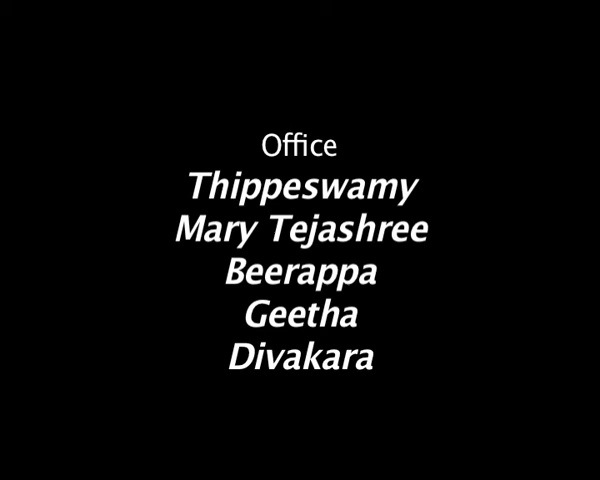 Office
Thippeswamy
Mary Tejashree
Beerappa
Geetha
Divakara